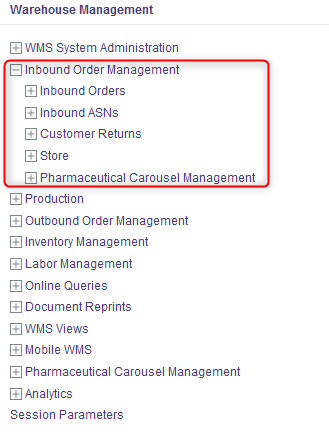 Warehouse Management
WMS System Administration
Inbound Order Management
Inbound Orders
Inbound ASNs
Customer Returns
Store
Pharmaceutical Carousel Management
Production
Outbound Order Management
Inventory Management
Labor Management
Online Queries
Document Reprints
WMS Views
Mobile WMS
Pharmaceutical Carousel Management
Analytics
Session Parameters